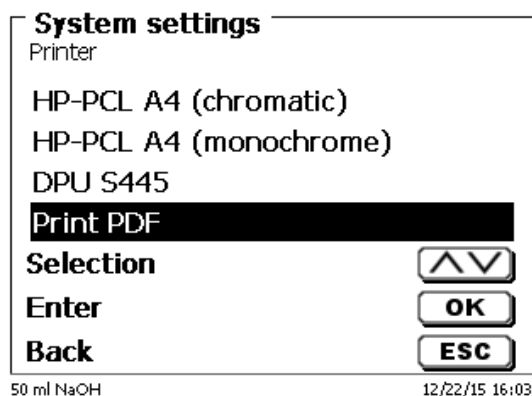 System settings
Printer
HP-PCL A4 (chromatic)
HP-PCL A4 (monochrome)
DPU S445
Print PDF
Selection
Enter OK
Back ESC
50 ml NaOH 12/22/15 16:03